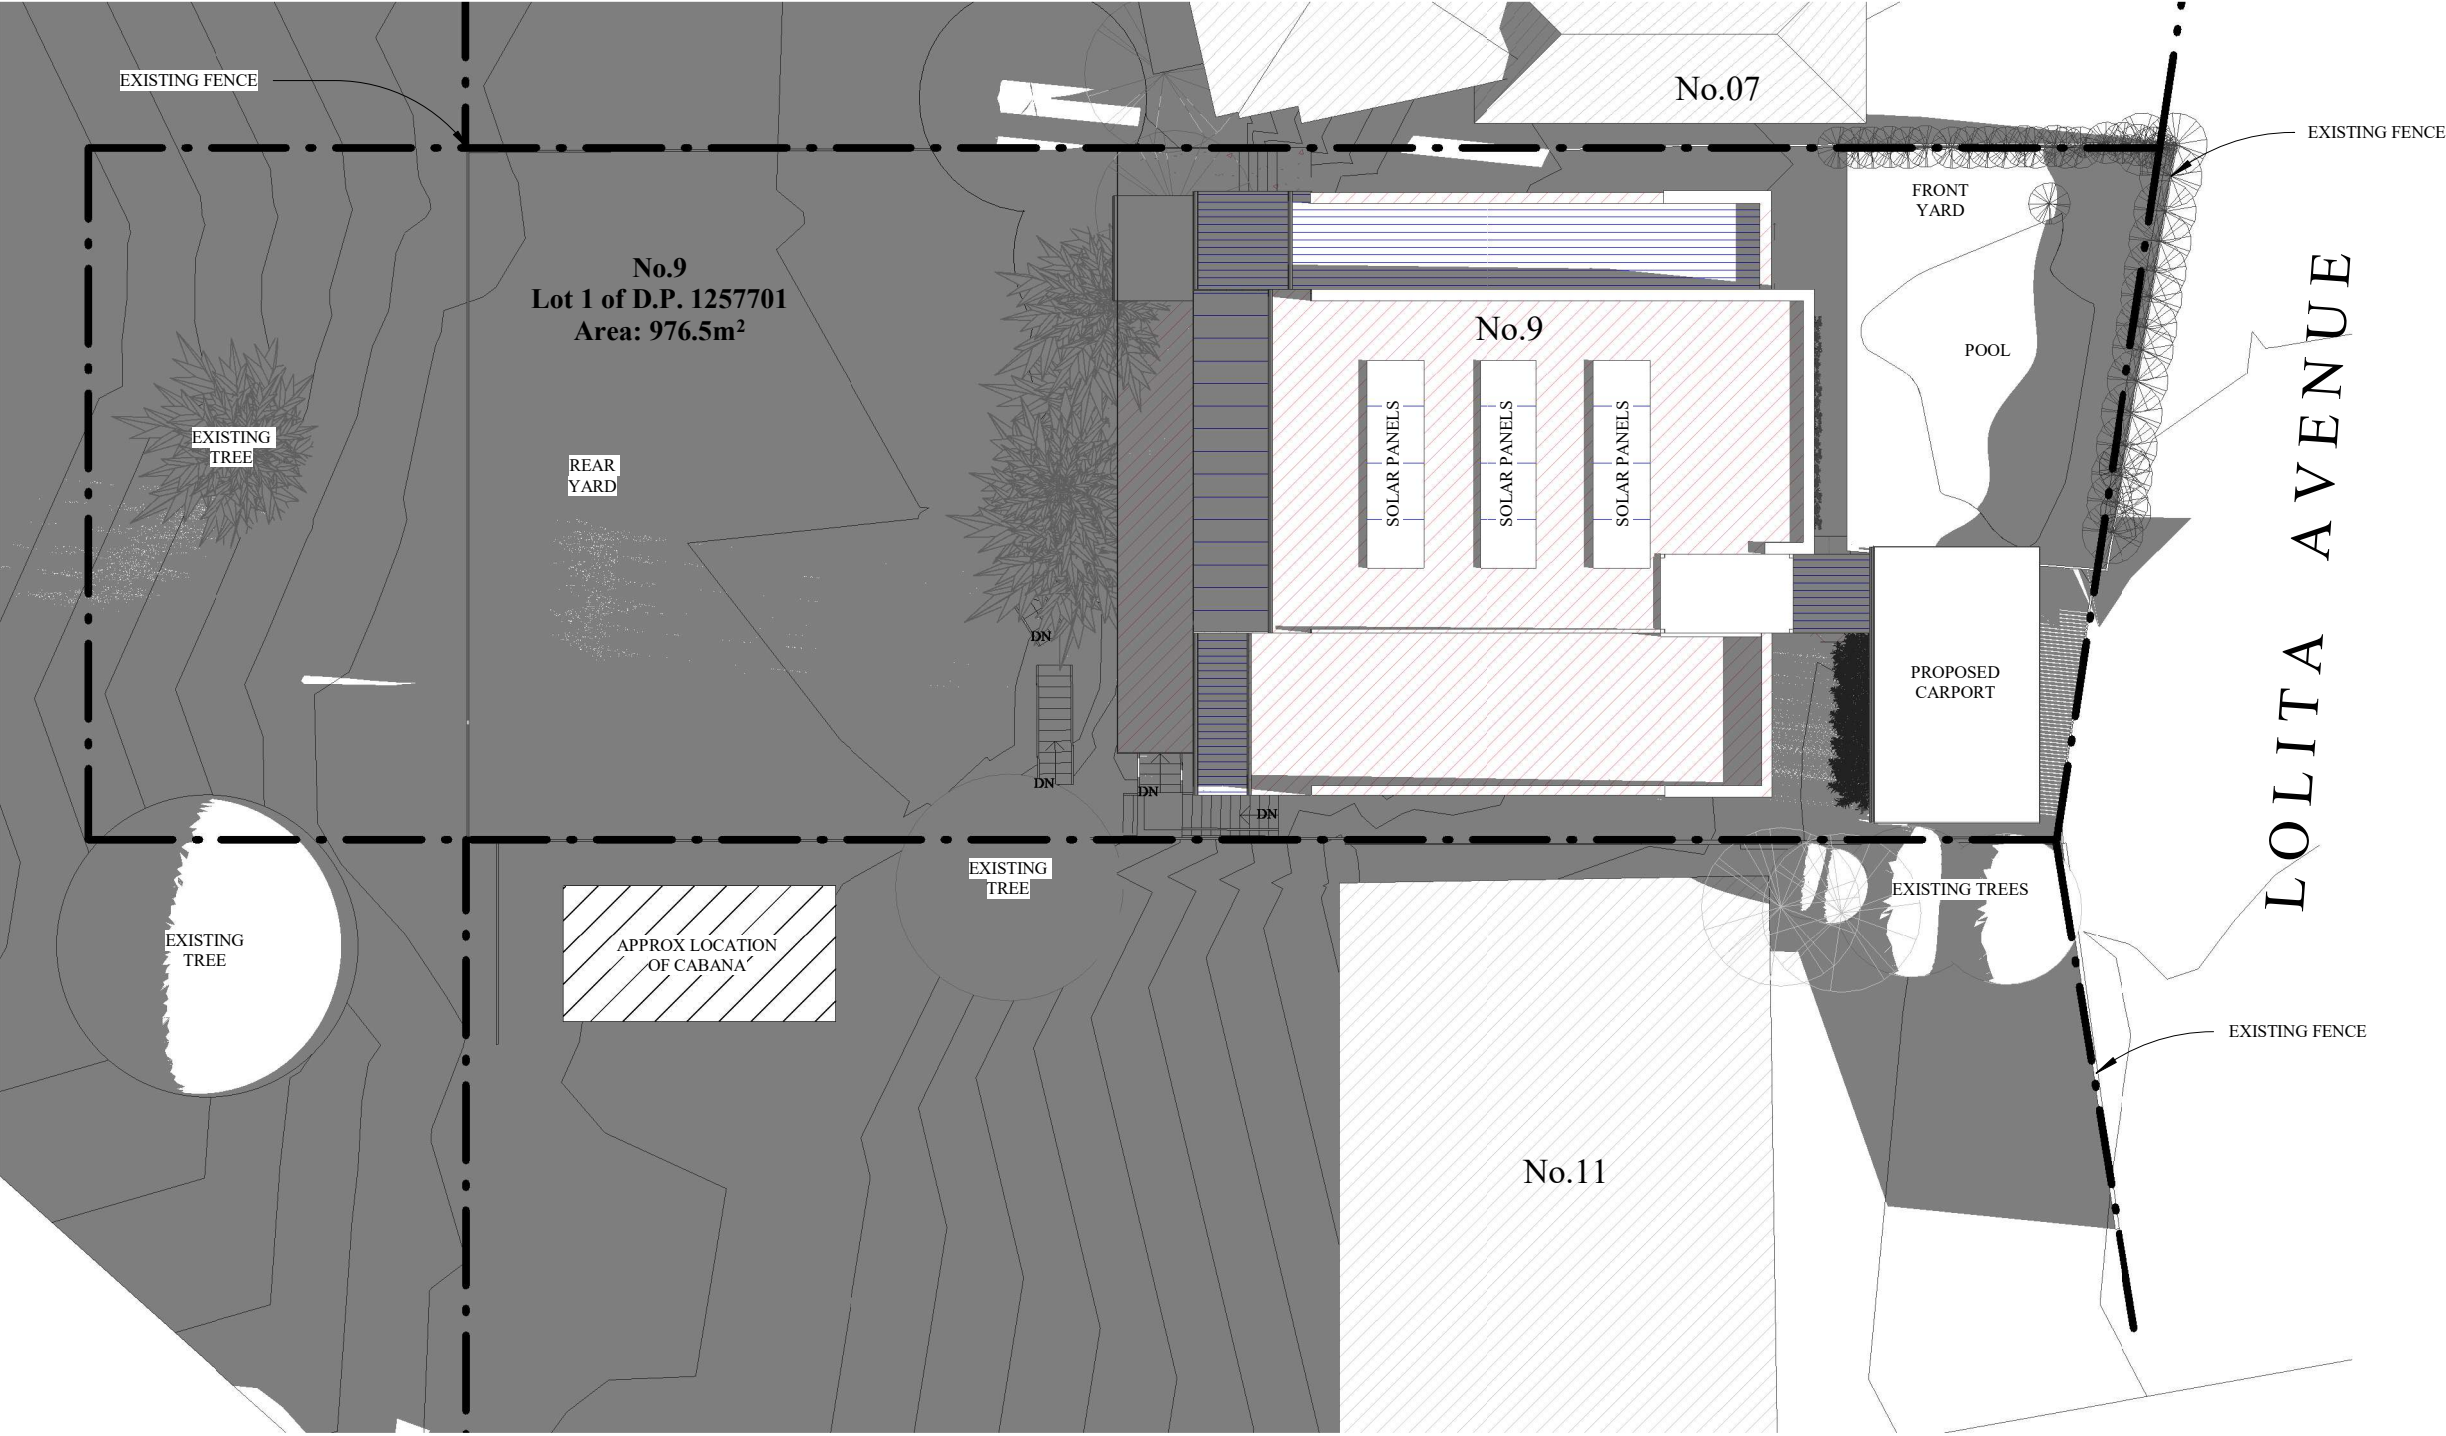 EXISTING FENCE
No.07
EXISTING FENCE
FRONT
YARD
No.9
Lot 1 of D.P. 1257701
Area: 976.5m²
No.9
POOL
LOLITA AVENUE
SOLAR PANELS
SOLAR PANELS
SOLAR PANELS
EXISTING
TREE
REAR
YARD
DN
PROPOSED
CARPORT
DN
DN
DN
EXISTING
TREE
EXISTING TREES
EXISTING
TREE
APPROX LOCATION
OF CABANA
EXISTING FENCE
No.11